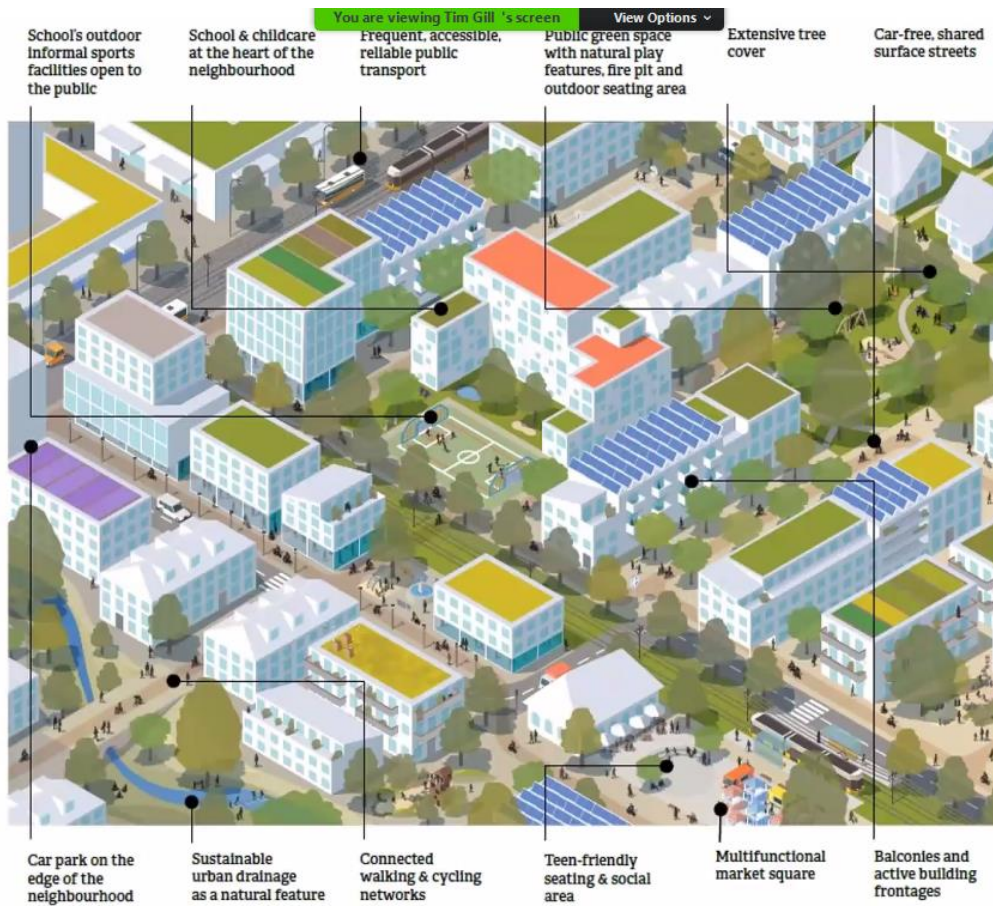 You are viewing Tim Gill 's screen
View Options
School's outdoor
informal sports
facilities open to
the public
School & childcare
at the heart of the
neighbourhood
Frequent, accessible,
reliable public
transport
Public green space
with natural play
features, fire pit and
outdoor seating area
Extensive tree
cover
Car-free, shared
surface streets
Car park on the
edge of the
neighbourhood
Sustainable
urban drainage
as a natural feature
Connected
walking & cycling
networks
Teen-friendly
seating & social
area
Multifunctional
market square
Balconies and
active building
frontages